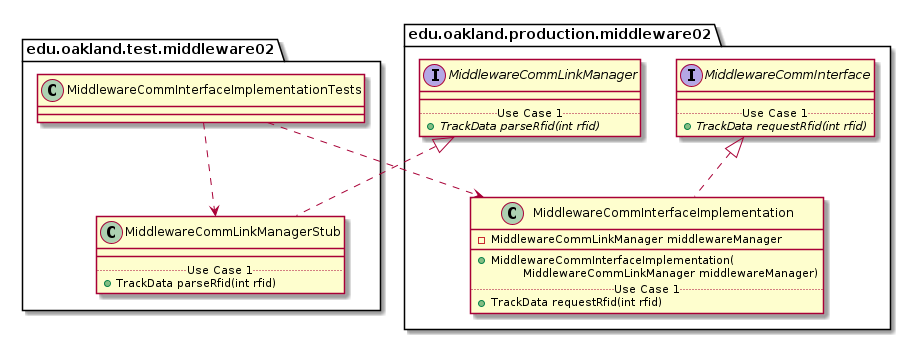 edu.oakland.test.middleware02
C MiddlewareCommInterfaceImplementationTests
C MiddlewareCommLinkManagerStub
Use Case 1
TrackData parseRfid(int rfid)
edu.oakland.production.middleware02
I MiddlewareCommLinkManager
Use Case 1
TrackData parseRfid(int rfid)
I MiddlewareCommInterface
Use Case 1
TrackData requestRfid(int rfid)
C MiddlewareCommInterfaceImplementation
MiddlewareCommLinkManager middlewareManager
MiddlewareCommInterfaceImplementation(
MiddlewareCommLinkManager middlewareManager)
Use Case 1
TrackData requestRfid(int rfid)